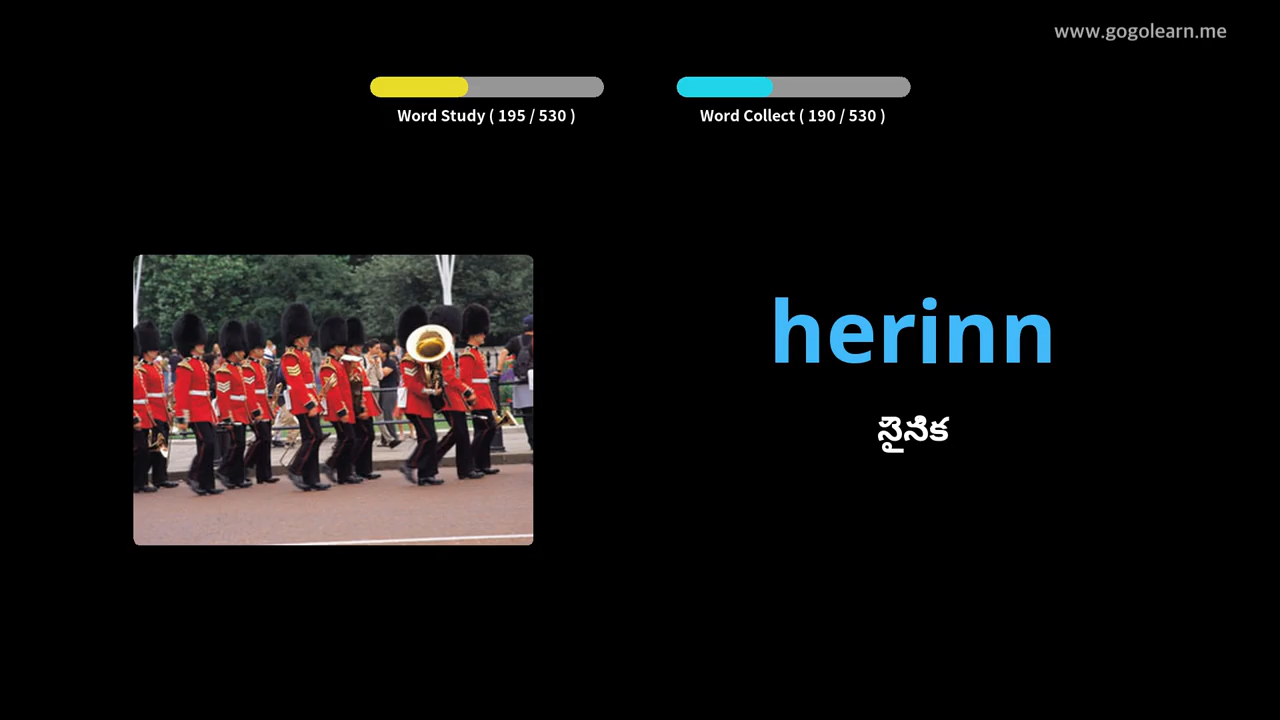 www.gogolearn.me
Word Study ( 195 / 530 )
Word Collect ( 190 / 530 )
herinn
సైనిక